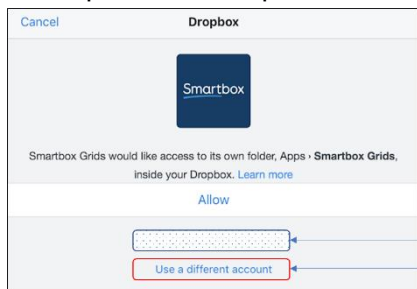 Cancel Dropbox
Smartbox
Smartbox Grids would like access to its own folder, Apps › Smartbox Grids,
inside your Dropbox. Learn more
Allow
Use a different account